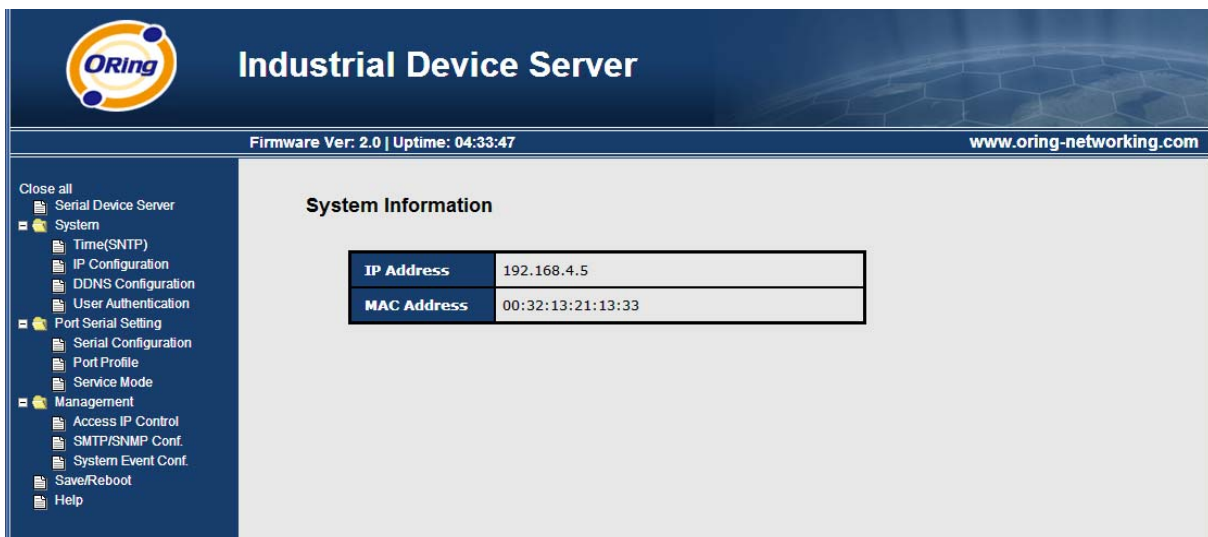 ORing
Industrial Device Server
Firmware Ver: 2.0 | Uptime: 04:33:47
www.oring-networking.com
Close all
Serial Device Server
System
Time(SNTP)
IP Configuration
DDNS Configuration
User Authentication
Port Serial Setting
Serial Configuration
Port Profile
Service Mode
Management
Access IP Control
SMTP/SNMP Conf.
System Event Conf.
Save/Reboot
Help
System Information
IP Address 192.168.4.5
MAC Address 00:32:13:21:13:33